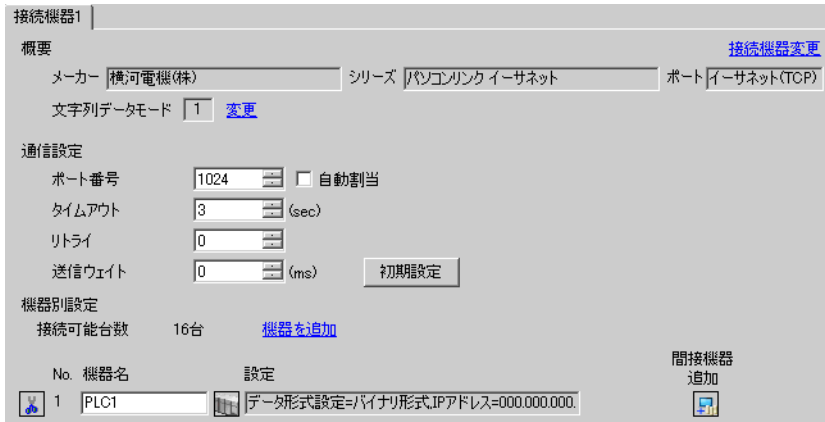 接続機器1
概要
接続機器変更
メーカー 横河電機(株) シリーズ パソコンリンク イーサネット ポート イーサネット(TCP)
文字列データモード 1 変更
通信設定
ポート番号 1024 自動割当
タイムアウト 3 (sec)
リトライ 0
送信ウェイト 0 (ms) 初期設定
機器別設定
接続可能台数 16台 機器を追加
間接機器
No. 機器名 設定 追加
1 PLC1 データ形式設定=バイナリ形式,IPアドレス=000.000.000.